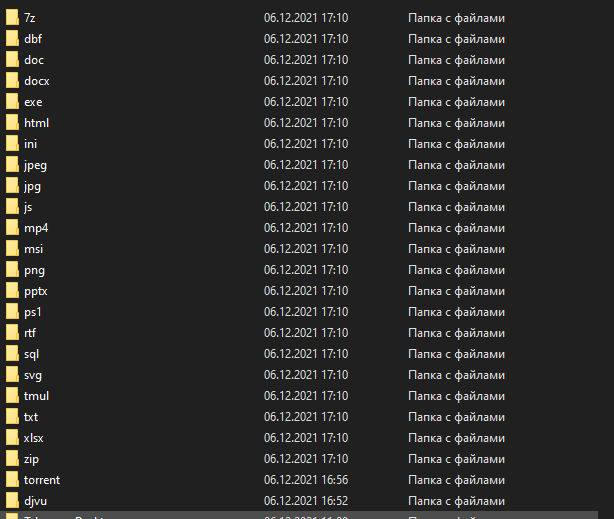 7z 06.12.2021 17:10 Папка с файлами
dbf 06.12.2021 17:10 Папка с файлами
doc 06.12.2021 17:10 Папка с файлами
docx 06.12.2021 17:10 Папка с файлами
exe 06.12.2021 17:10 Папка с файлами
html 06.12.2021 17:10 Папка с файлами
ini 06.12.2021 17:10 Папка с файлами
jpeg 06.12.2021 17:10 Папка с файлами
jpg 06.12.2021 17:10 Папка с файлами
js 06.12.2021 17:10 Папка с файлами
mp4 06.12.2021 17:10 Папка с файлами
msi 06.12.2021 17:10 Папка с файлами
png 06.12.2021 17:10 Папка с файлами
pptx 06.12.2021 17:10 Папка с файлами
ps1 06.12.2021 17:10 Папка с файлами
rtf 06.12.2021 17:10 Папка с файлами
sql 06.12.2021 17:10 Папка с файлами
svg 06.12.2021 17:10 Папка с файлами
tmul 06.12.2021 17:10 Папка с файлами
txt 06.12.2021 17:10 Папка с файлами
xlsx 06.12.2021 17:10 Папка с файлами
zip 06.12.2021 17:10 Папка с файлами
torrent 06.12.2021 16:56 Папка с файлами
djvu 06.12.2021 16:52 Папка с файлами